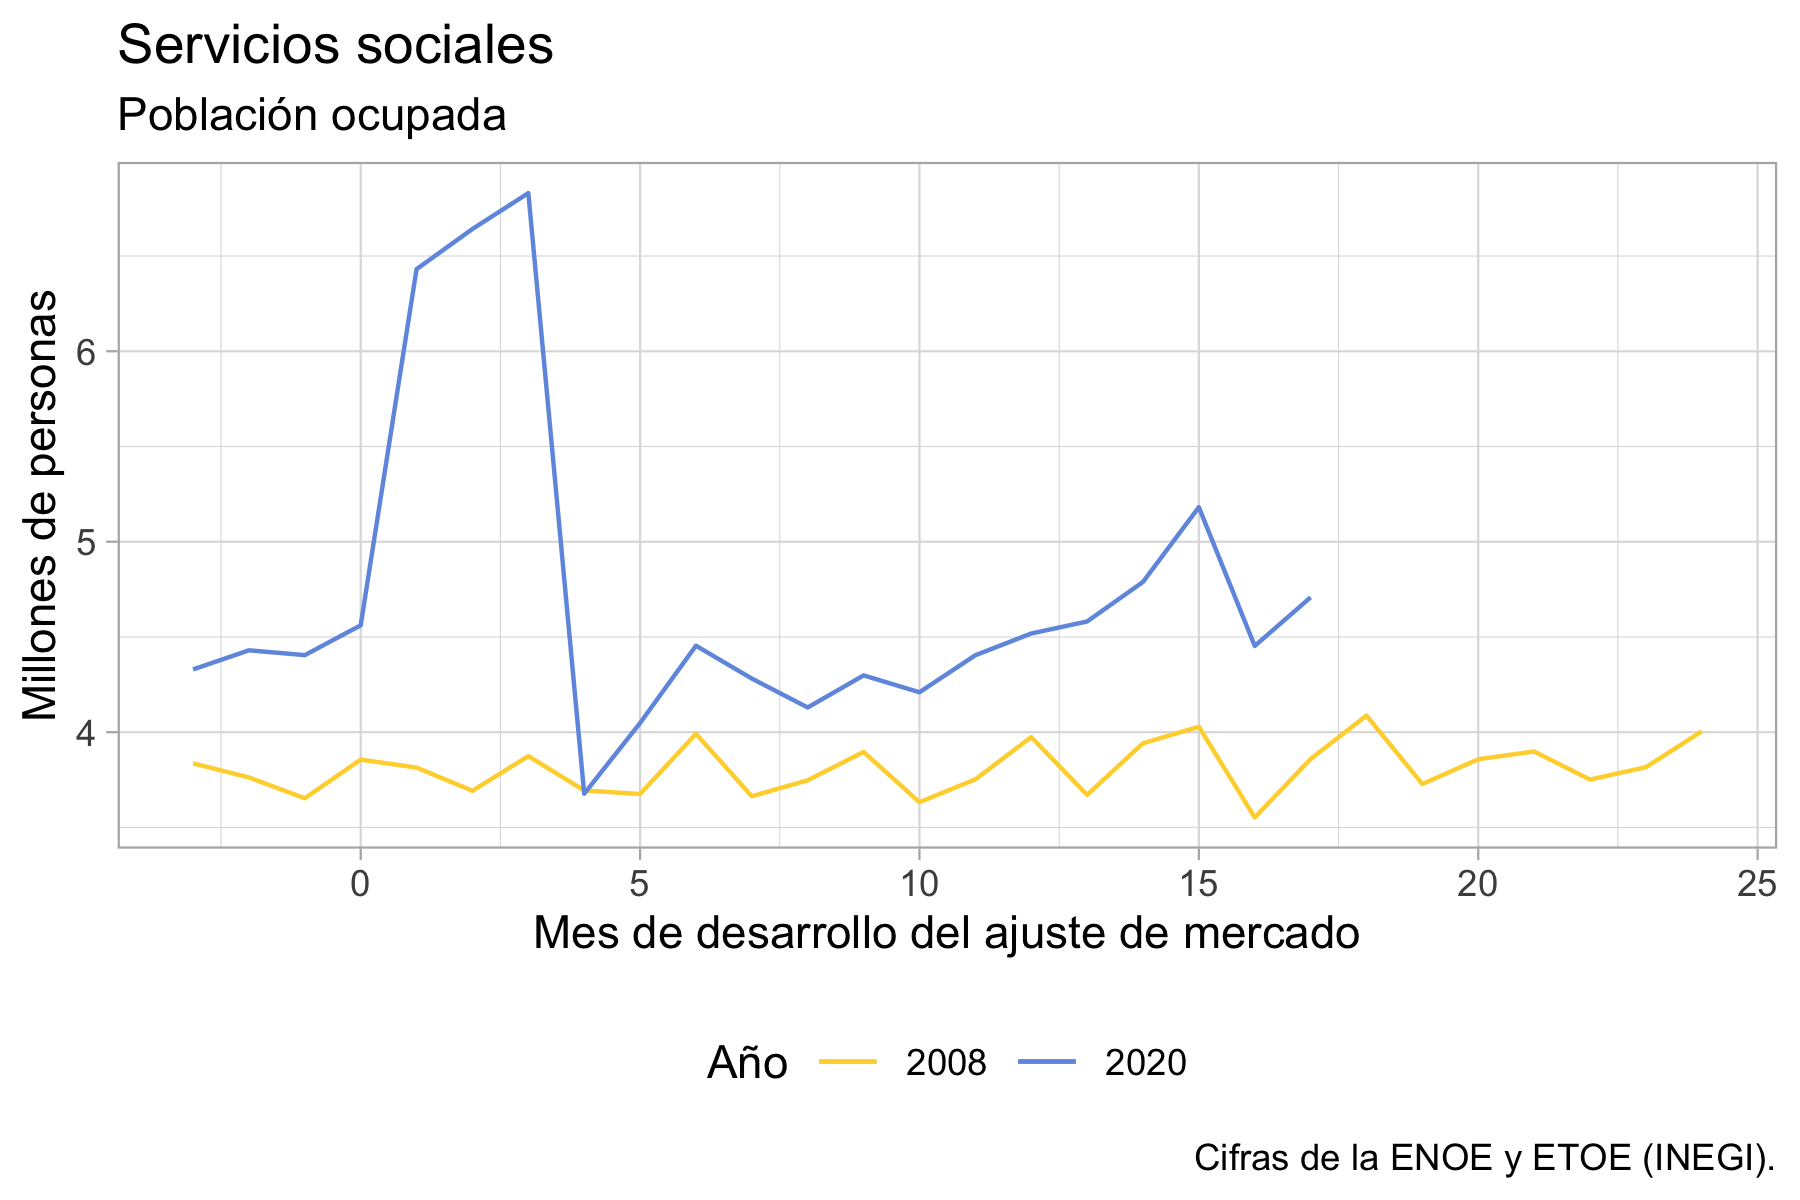 Servicios sociales
Población ocupada
Millones de personas
6
5
4
0 5 10 15 20 25
Mes de desarrollo del ajuste de mercado
Año 2008 2020
Cifras de la ENOE y ETOE (INEGI).